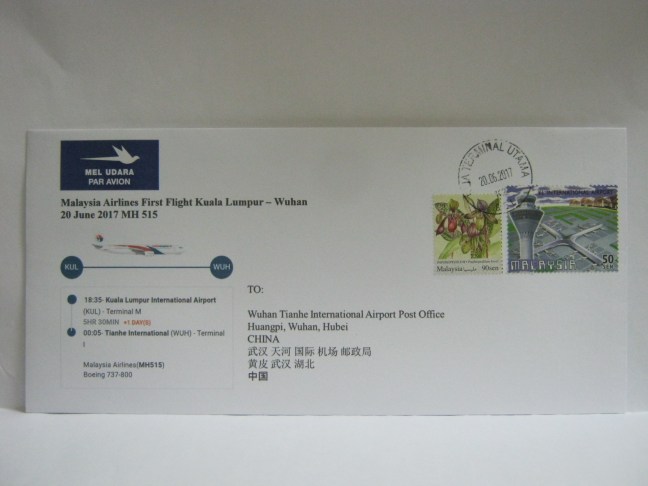 MEL UDARA
PAR AVION
Malaysia Airlines First Flight Kuala Lumpur – Wuhan
20 June 2017 MH 515
KUL
WUH
18:35- Kuala Lumpur International Airport
(KUL) - Terminal M
5HR 30MIN +1 DAY(S)
00:05- Tianhe International (WUH) - Terminal
I
Malaysia Airlines(MH515)
Boeing 737-800
TERMINAL UTAMA
20.06.2017
Malaysia
90sen
MALAYSIA
50
SEN
TO:
Wuhan Tianhe International Airport Post Office
Huangpi, Wuhan, Hubei
CHINA
武汉 天河 国际 机场 邮政局
黄皮 武汉 湖北
中国